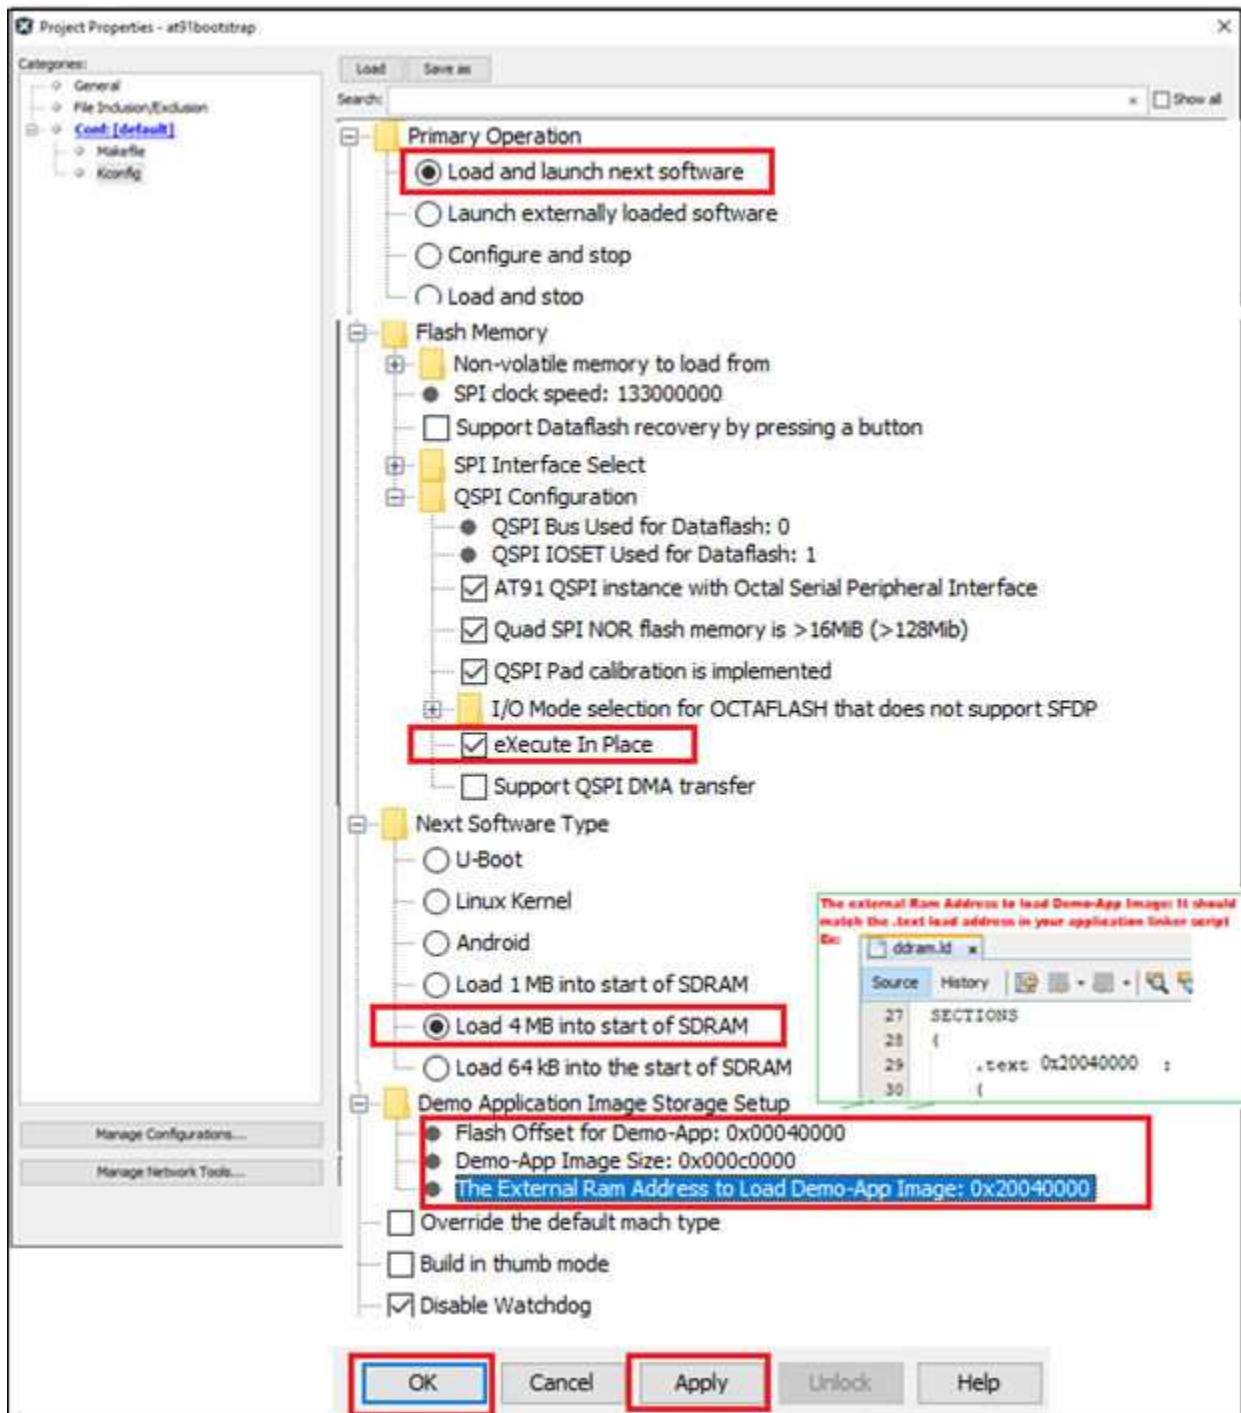 Project Properties - at91bootstrap
Categories:
General
File Inclusion/Exclusion
Conf: [default]
Makefile
Kconfig
Manage Configurations...
Manage Network Tools...
Load Save as
Search: Show all
Primary Operation
Load and launch next software
Launch externally loaded software
Configure and stop
Load and stop
Flash Memory
Non-volatile memory to load from
SPI clock speed: 133000000
Support Dataflash recovery by pressing a button
SPI Interface Select
QSPI Configuration
QSPI Bus Used for Dataflash: 0
QSPI IOSET Used for Dataflash: 1
AT91 QSPI instance with Octal Serial Peripheral Interface
Quad SPI NOR flash memory is >16MiB (>128Mib)
QSPI Pad calibration is implemented
I/O Mode selection for OCTAFLASH that does not support SFDP
eXecute In Place
Support QSPI DMA transfer
Next Software Type
U-Boot
Linux Kernel
Android
Load 1 MB into start of SDRAM
Load 4 MB into start of SDRAM
Load 64 kB into the start of SDRAM
The external Ram Address to load Demo-App Image: It should
match the .text load address in your application linker script
Ex:
ddram.ld x
Source History
27 SECTIONS
28 {
29 .text 0x20040000 :
30 {
Demo Application Image Storage Setup
Flash Offset for Demo-App: 0x00040000
Demo-App Image Size: 0x000c0000
The External Ram Address to Load Demo-App Image: 0x20040000
Override the default mach type
Build in thumb mode
Disable Watchdog
OK Cancel Apply Unlock Help